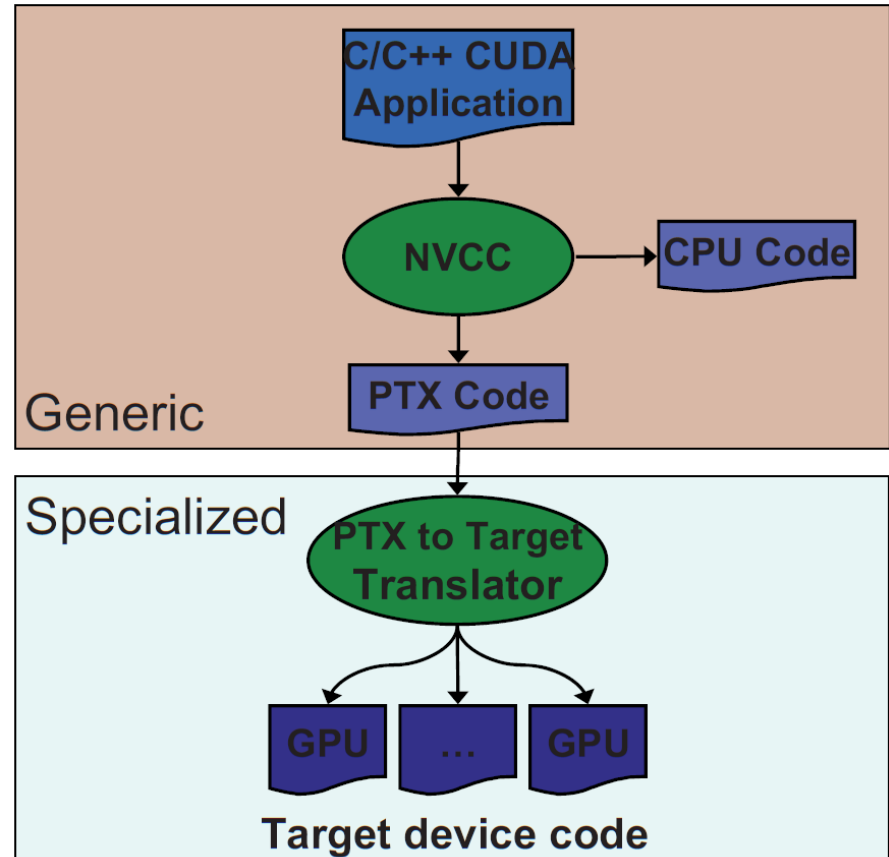 C/C++ CUDA
Application
NVCC
CPU Code
PTX Code
Generic
Specialized
PTX to Target
Translator
GPU
...
GPU
Target device code